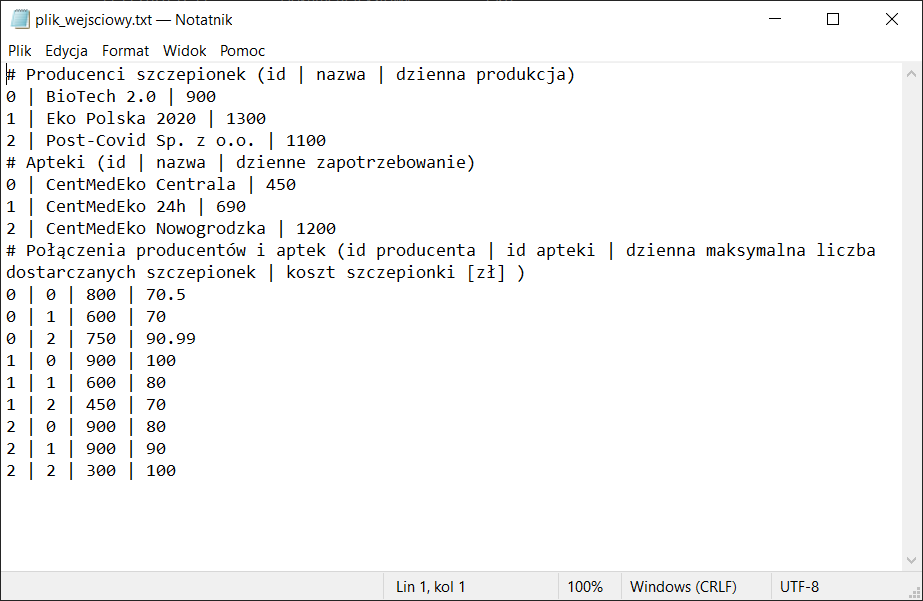 plik_wejsciowy.txt — Notatnik
Plik Edycja Format Widok Pomoc
# Producenci szczepionek (id | nazwa | dzienna produkcja)
0 | BioTech 2.0 | 900
1 | Eko Polska 2020 | 1300
2 | Post-Covid Sp. z o.o. | 1100
# Apteki (id | nazwa | dzienne zapotrzebowanie)
0 | CentMedEko Centrala | 450
1 | CentMedEko 24h | 690
2 | CentMedEko Nowogrodzka | 1200
# Połączenia producentów i aptek (id producenta | id apteki | dzienna maksymalna liczba
dostarczanych szczepionek | koszt szczepionki [zł] )
0 | 0 | 800 | 70.5
0 | 1 | 600 | 70
0 | 2 | 750 | 90.99
1 | 0 | 900 | 100
1 | 1 | 600 | 80
1 | 2 | 450 | 70
2 | 0 | 900 | 80
2 | 1 | 900 | 90
2 | 2 | 300 | 100
Lin 1, kol 1 100% Windows (CRLF) UTF-8